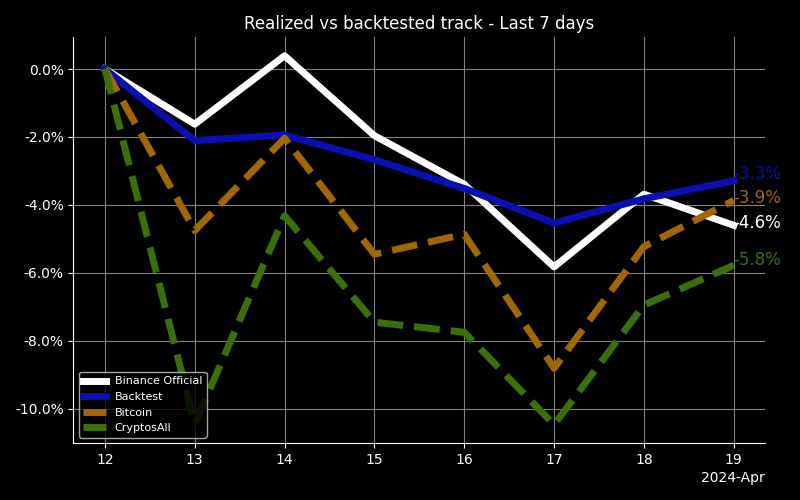 Realized vs backtested track - Last 7 days
0.0%
-2.0%
-4.0%
-6.0%
-8.0%
-10.0%
-3.3%
-3.9%
-4.6%
-5.8%
Binance Official
Backtest
Bitcoin
CryptosAll
12 13 14 15 16 17 18 19
2024-Apr